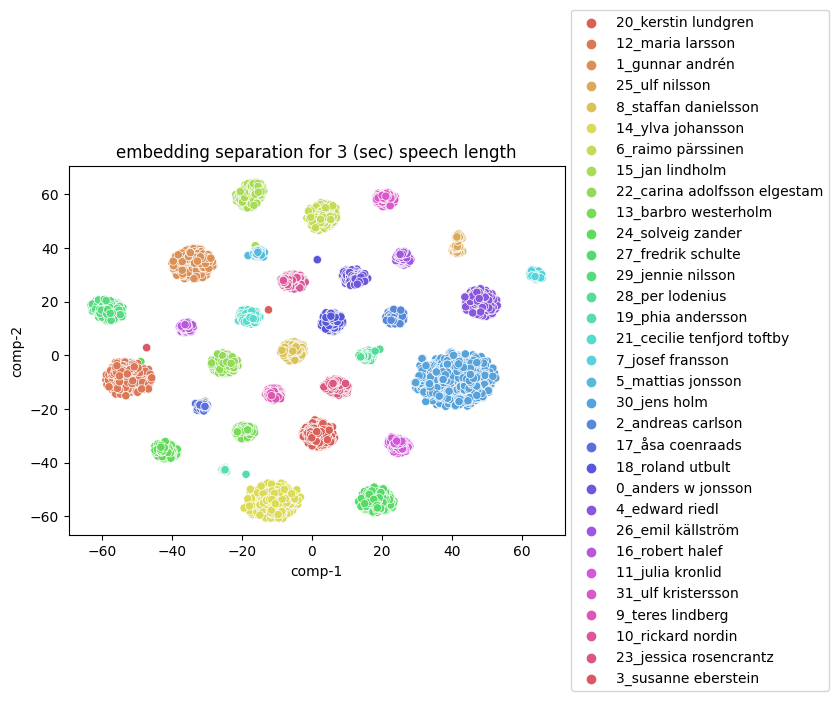 embedding separation for 3 (sec) speech length
60
40
20
0
−20
−40
−60
comp-2
−60
−40
−20
0
20
40
60
comp-1
20_kerstin lundgren
12_maria larsson
1_gunnar andrén
25_ulf nilsson
8_staffan danielsson
14_ylva johansson
6_raimo pärssinen
15_jan lindholm
22_carina adolfsson elgestam
13_barbro westerholm
24_solveig zander
27_fredrik schulte
29_jennie nilsson
28_per lodenius
19_phia andersson
21_cecilie tenfjord toftby
7_josef fransson
5_mattias jonsson
30_jens holm
2_andreas carlson
17_åsa coenraads
18_roland utbult
0_anders w jonsson
4_edward riedl
26_emil källström
16_robert halef
11_julia kronlid
31_ulf kristersson
9_teres lindberg
10_rickard nordin
23_jessica rosencrantz
3_susanne eberstein